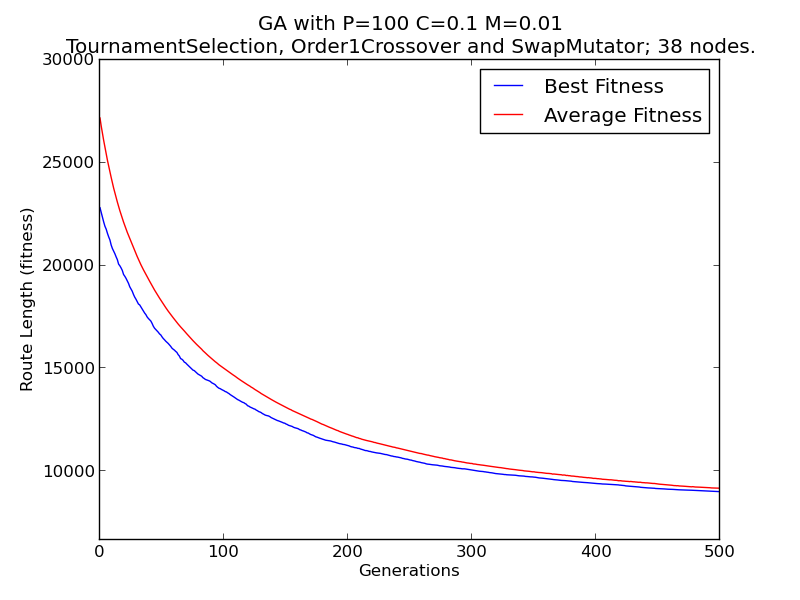 GA with P=100 C=0.1 M=0.01
TournamentSelection, Order1Crossover and SwapMutator; 38 nodes.
Best Fitness
Average Fitness
Route Length (fitness)
30000
25000
20000
15000
10000
0 100 200 300 400 500
Generations